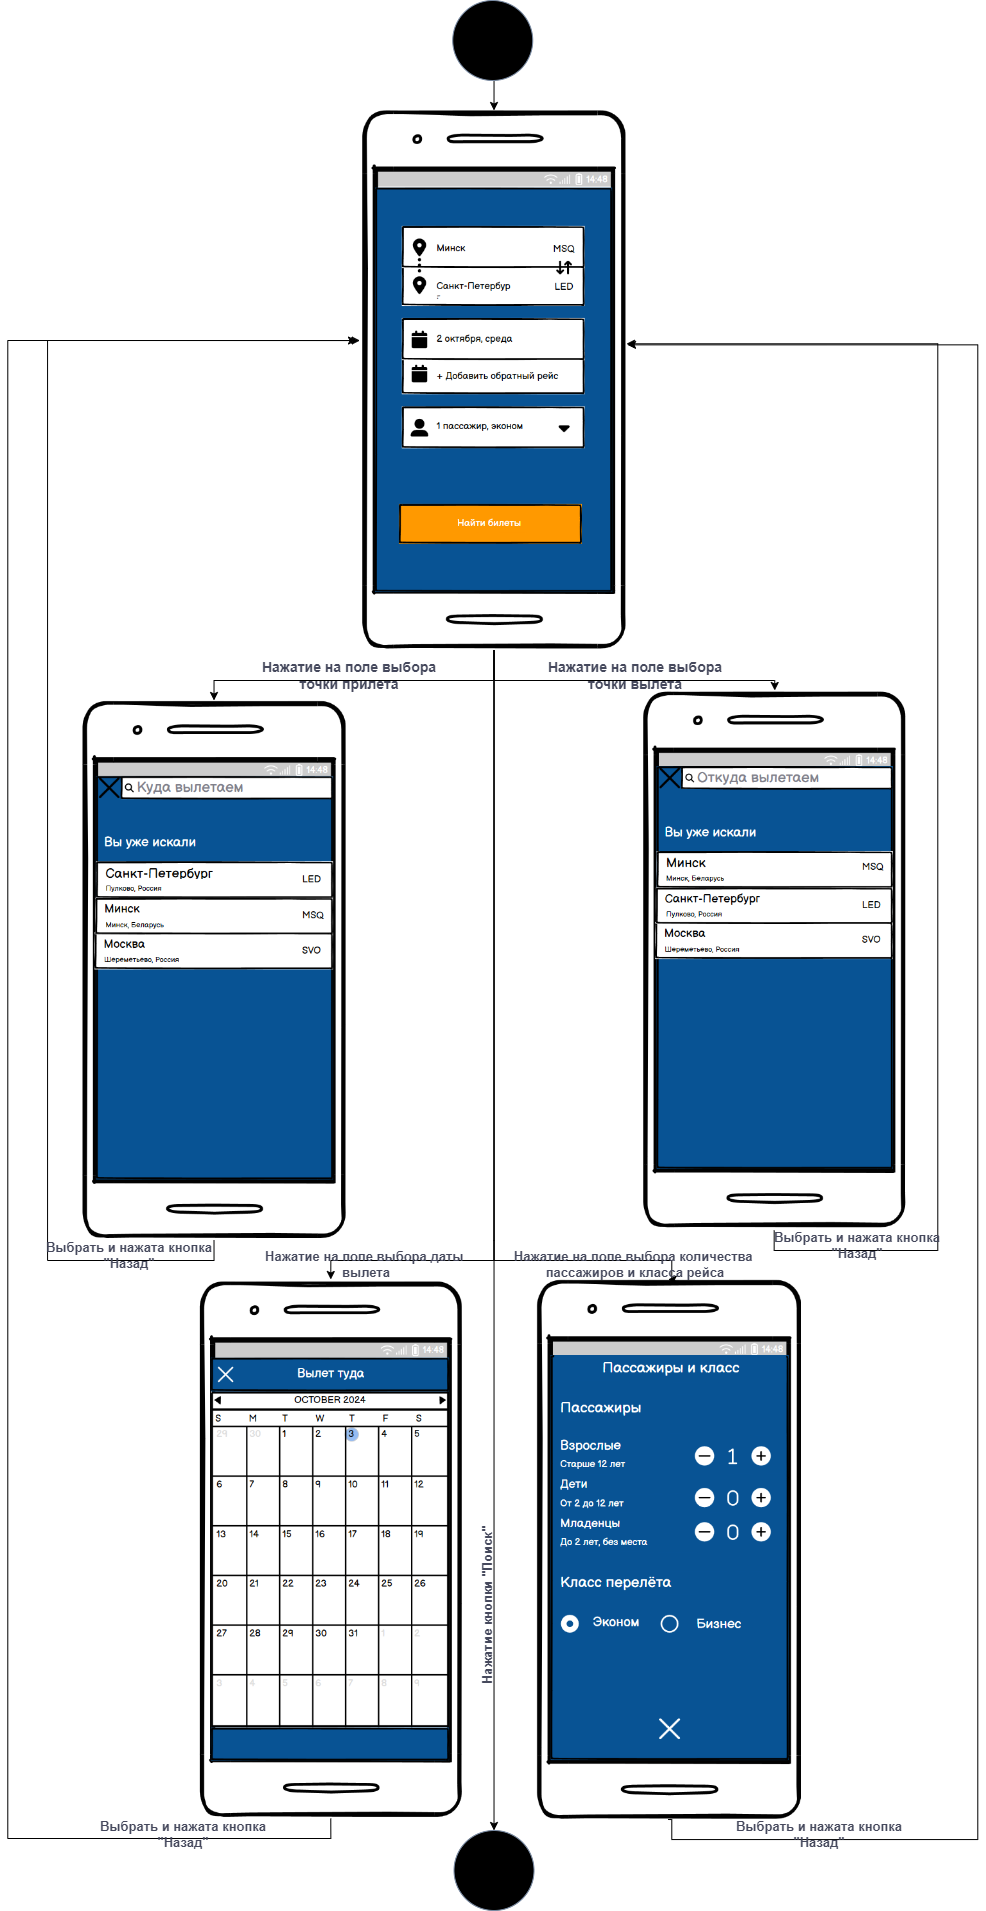 14:48
Минск
MSQ
Санкт-Петербур
г
LED
2 октября, среда
+ Добавить обратный рейс
1 пассажир, эконом
Найти билеты
Нажатие на поле выбора
точки прилета
Нажатие на поле выбора
точки вылета
14:48
Куда вылетаем
Вы уже искали
Санкт-Петербург
Пулково, Россия
LED
Минск
Минск, Беларусь
MSQ
Москва
Шереметьево, Россия
SVO
14:48
Откуда вылетаем
Вы уже искали
Минск
Минск, Беларусь
MSQ
Санкт-Петербург
Пулково, Россия
LED
Москва
Шереметьево, Россия
SVO
Выбрать и нажата кнопка
"Назад"
Выбрать и нажата кнопка
"Назад"
Нажатие на поле выбора даты
вылета
Нажатие на поле выбора количества
пассажиров и класса рейса
14:48
Вылет туда
OCTOBER 2024
S M T W T F S
29 30 1 2 3 4 5
6 7 8 9 10 11 12
13 14 15 16 17 18 19
20 21 22 23 24 25 26
27 28 29 30 31 1 2
3 4 5 6 7 8 9
Нажатие кнопки "Поиск"
14:48
Пассажиры и класс
Пассажиры
Взрослые
Старше 12 лет
1
Дети
От 2 до 12 лет
0
Младенцы
До 2 лет, без места
0
Класс перелёта
Эконом
Бизнес
Выбрать и нажата кнопка
"Назад"
Выбрать и нажата кнопка
"Назад"